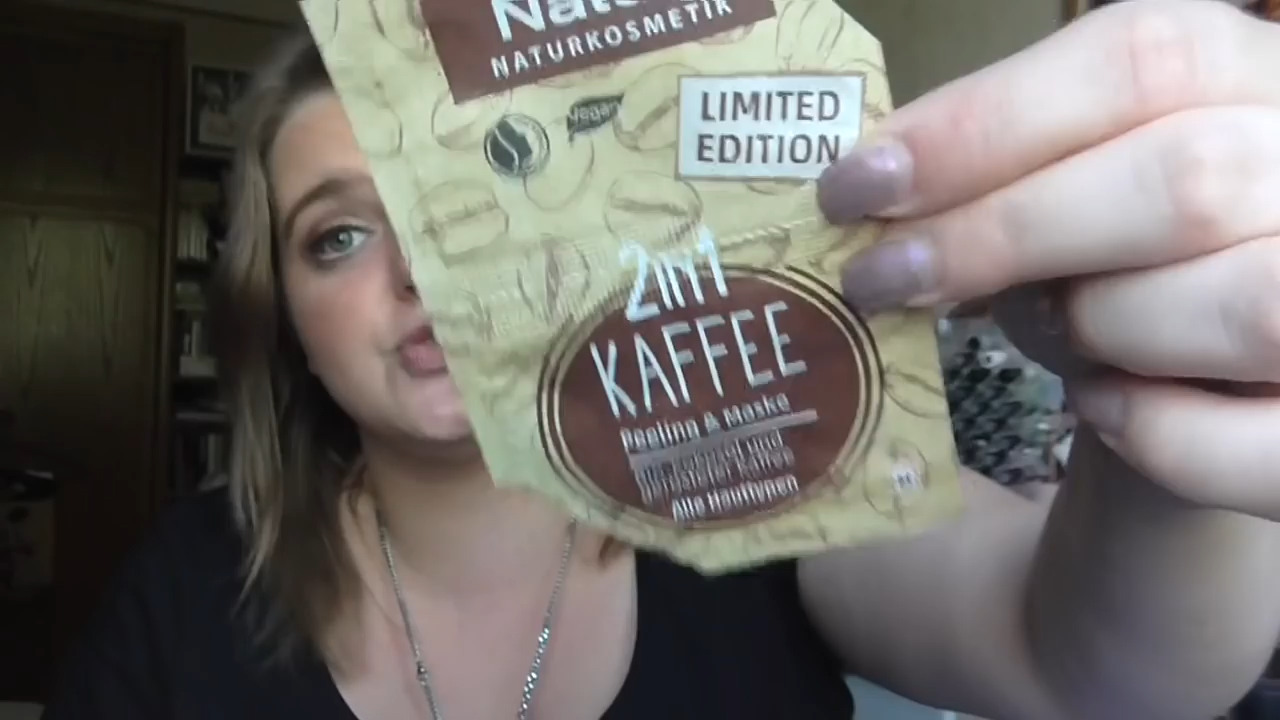 NATURKOSMETIK
vegan
LIMITED
EDITION
2in1
KAFFEE
Peeling & Maske
Alle Hauttypen